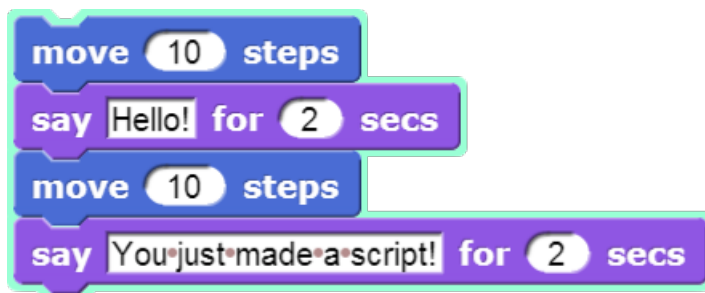 move 10 steps
say Hello! for 2 secs
move 10 steps
say You•just•made•a•script! for 2 secs